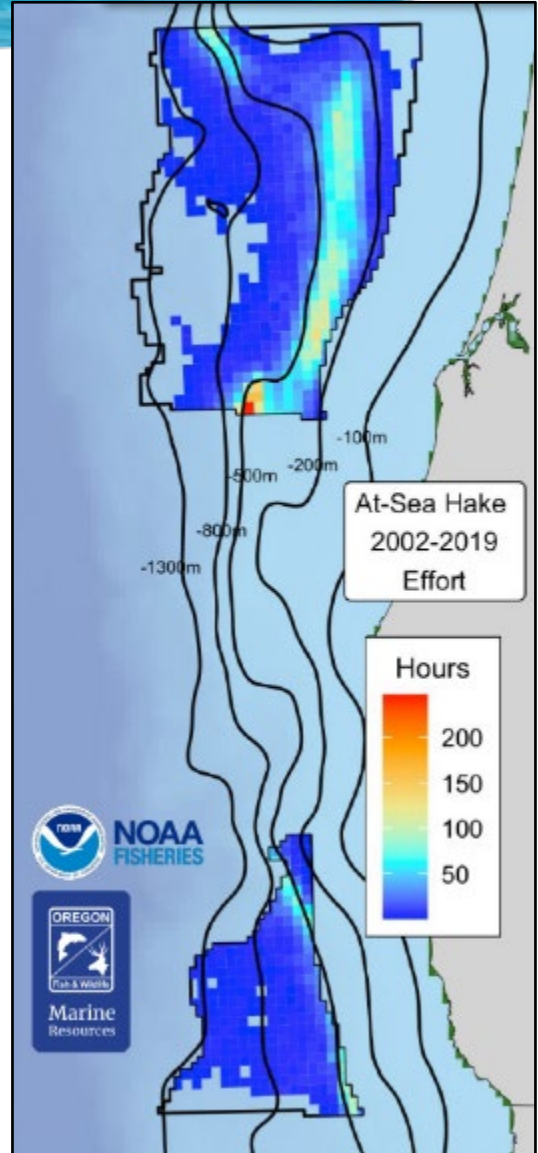 -100m
-200m
-500m
-800m
-1300m
At-Sea Hake
2002-2019
Effort
Hours
200
150
100
50
NOAA
NOAA
FISHERIES
OREGON
Fish & Wildlife
Marine
Resources